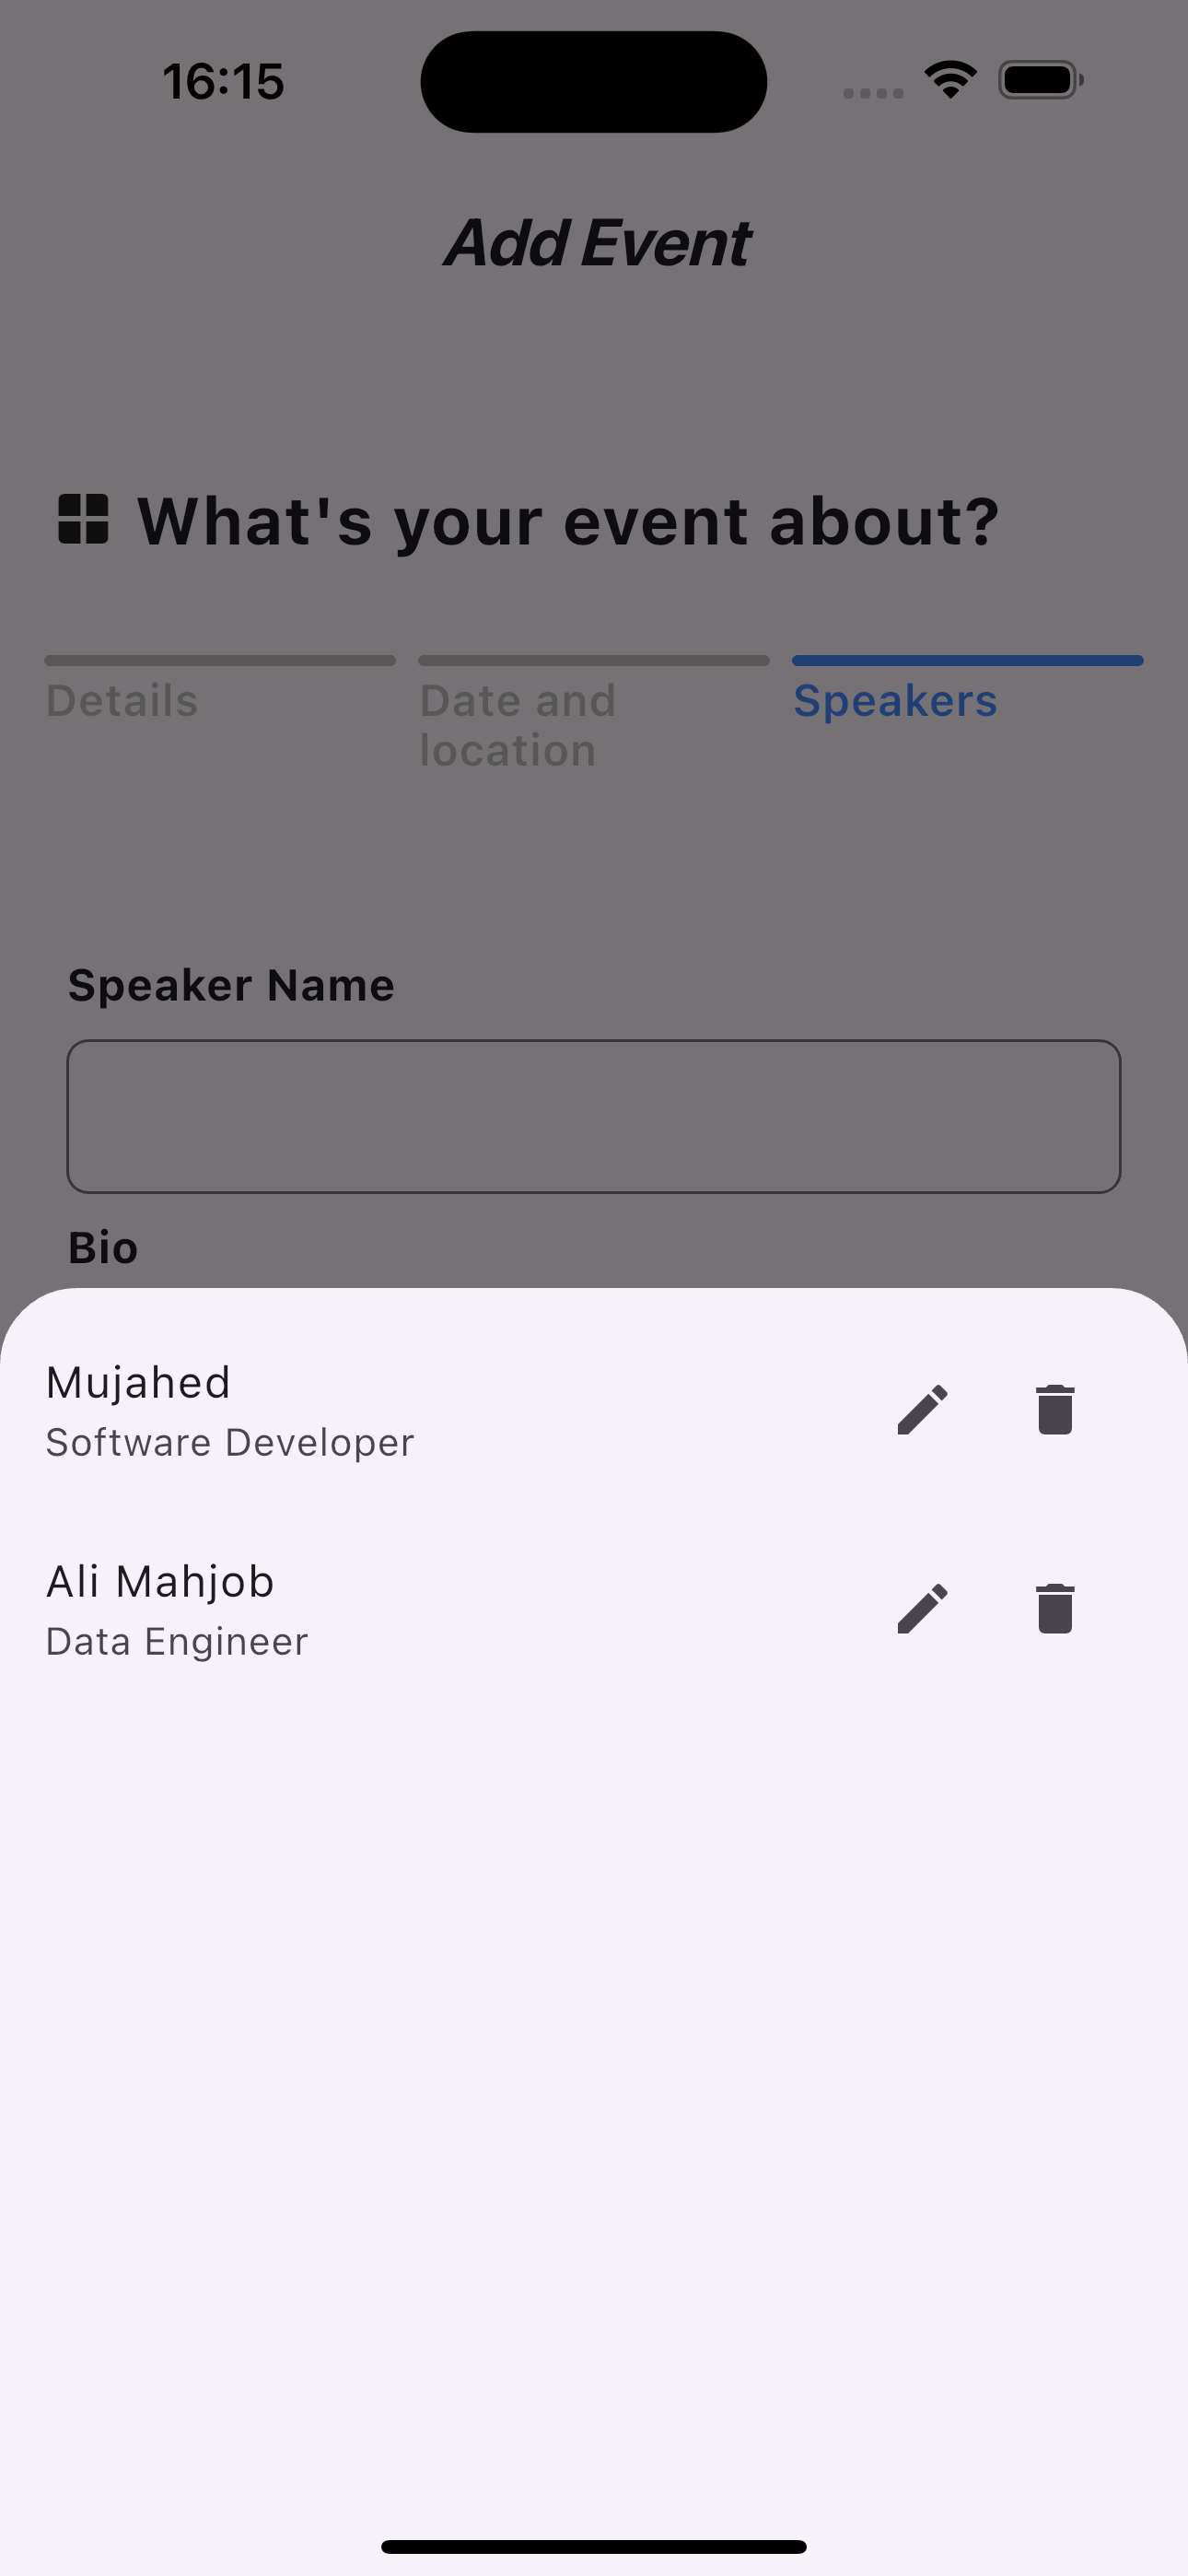 16:15
Add Event
What's your event about?
Details
Date and
location
Speakers
Speaker Name
Bio
Mujahed
Software Developer
Ali Mahjob
Data Engineer